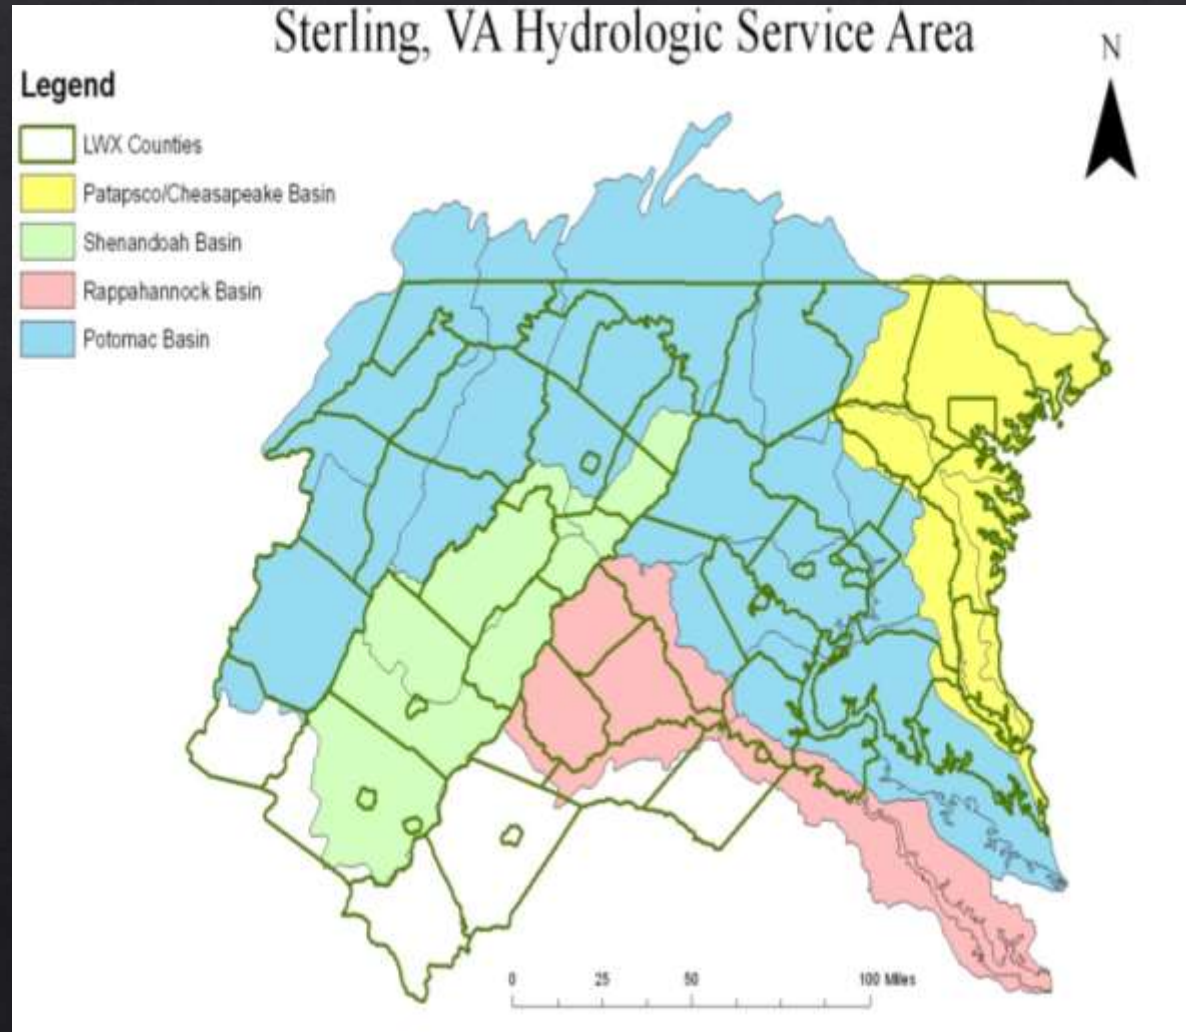 Sterling, VA Hydrologic Service Area
N
Legend
LWX Counties
Patapsco/Cheasapeake Basin
Shenandoah Basin
Rappahannock Basin
Potomac Basin
0 25 50 100 Miles